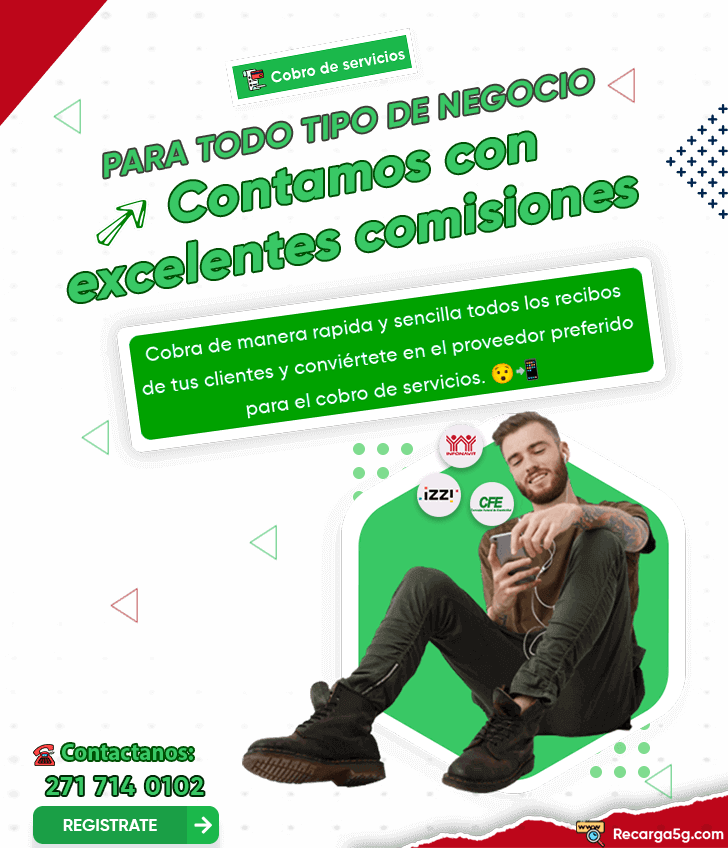 Cobro de servicios
PARA TODO TIPO DE NEGOCIO
Contamos con
excelentes comisiones
Cobra de manera rapida y sencilla todos los recibos
de tus clientes y conviértete en el proveedor preferido
para el cobro de servicios. 😯📲
INFONAVIT
izzi
CFE
Contactanos:
271 714 0102
REGISTRATE
www
Recarga5g.com